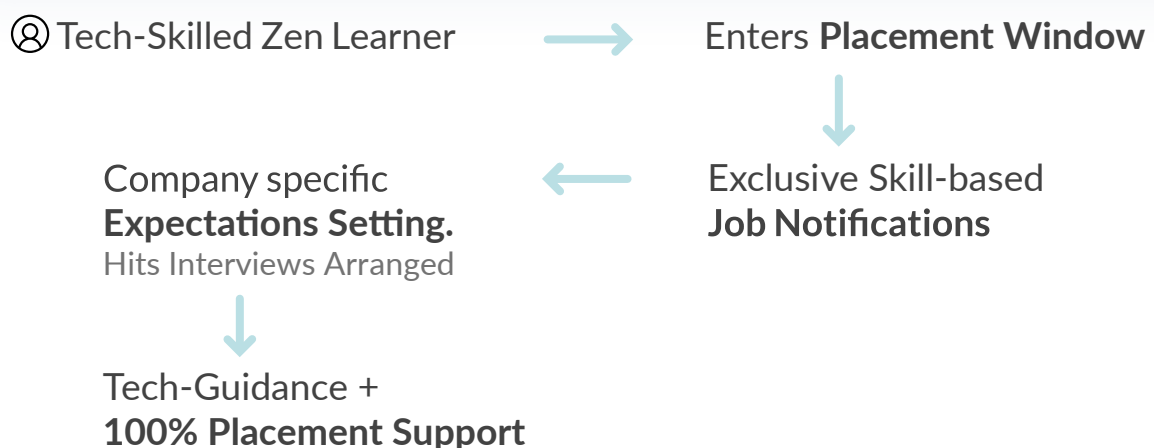 Tech-Skilled Zen Learner
Enters Placement Window
Exclusive Skill-based
Job Notifications
Company specific
Expectations Setting.
Hits Interviews Arranged
Tech-Guidance +
100% Placement Support